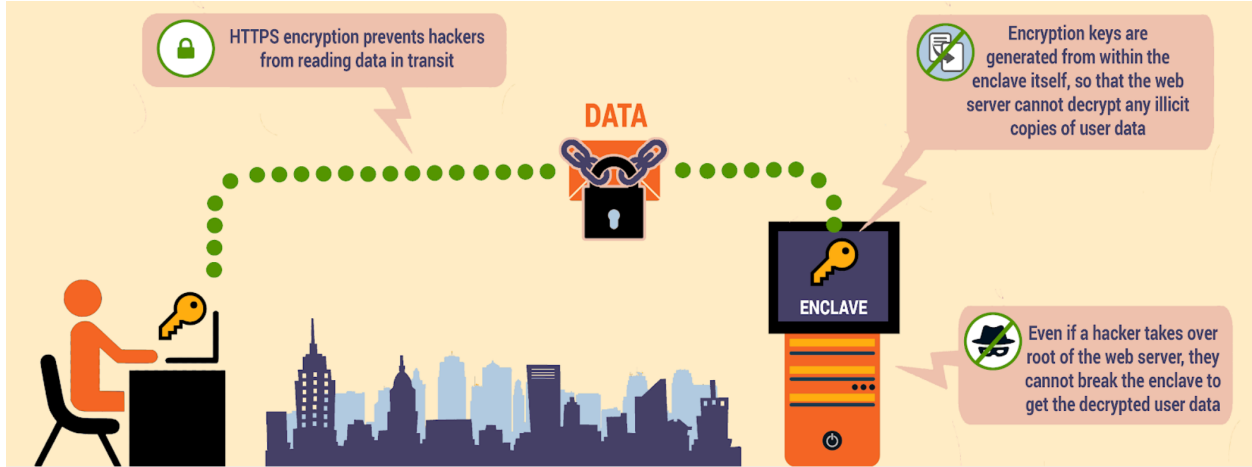 HTTPS encryption prevents hackers
from reading data in transit
Encryption keys are
generated from within the
enclave itself, so that the web
server cannot decrypt any illicit
copies of user data
DATA
ENCLAVE
Even if a hacker takes over
root of the web server, they
cannot break the enclave to
get the decrypted user data